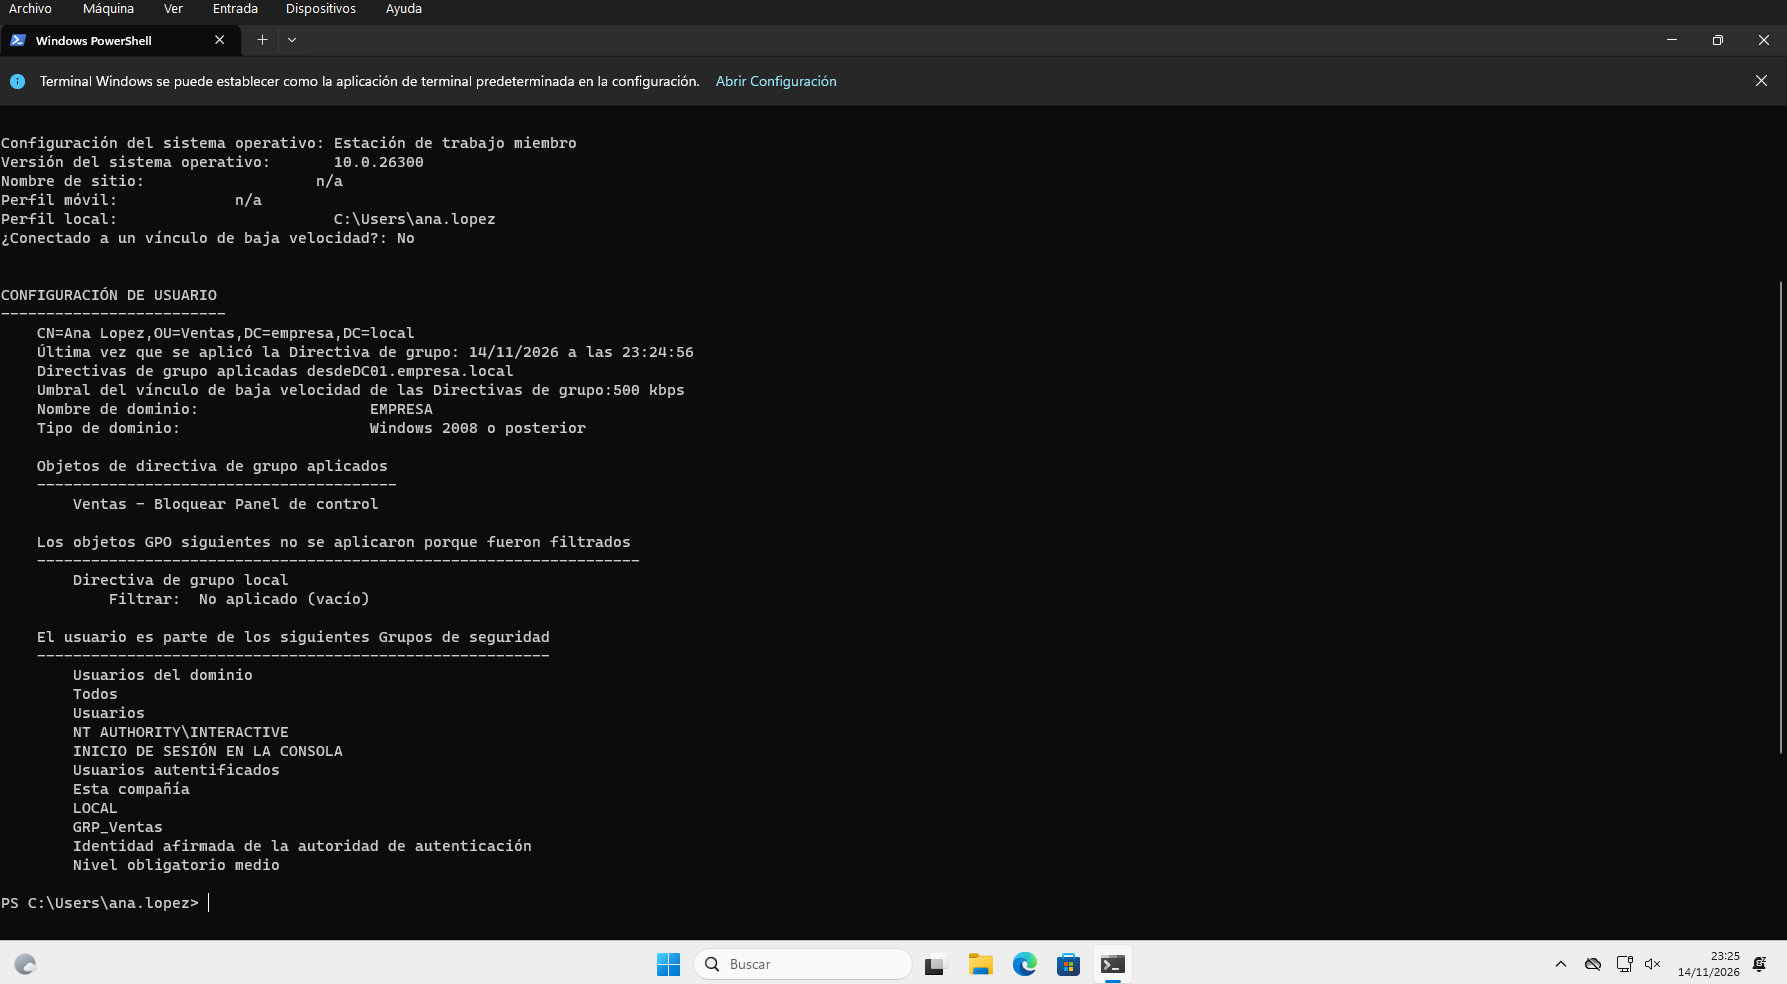 Archivo Máquina Ver Entrada Dispositivos Ayuda
Windows PowerShell
Terminal Windows se puede establecer como la aplicación de terminal predeterminada en la configuración. Abrir Configuración
Configuración del sistema operativo: Estación de trabajo miembro
Versión del sistema operativo: 10.0.26300
Nombre de sitio: n/a
Perfil móvil: n/a
Perfil local: C:\Users\ana.lopez
¿Conectado a un vínculo de baja velocidad?: No
CONFIGURACIÓN DE USUARIO
-------------------------
CN=Ana Lopez,OU=Ventas,DC=empresa,DC=local
Última vez que se aplicó la Directiva de grupo: 14/11/2026 a las 23:24:56
Directivas de grupo aplicadas desdeDC01.empresa.local
Umbral del vínculo de baja velocidad de las Directivas de grupo:500 kbps
Nombre de dominio: EMPRESA
Tipo de dominio: Windows 2008 o posterior
Objetos de directiva de grupo aplicados
----------------------------------------
Ventas - Bloquear Panel de control
Los objetos GPO siguientes no se aplicaron porque fueron filtrados
-------------------------------------------------------------------
Directiva de grupo local
Filtrar: No aplicado (vacío)
El usuario es parte de los siguientes Grupos de seguridad
---------------------------------------------------------
Usuarios del dominio
Todos
Usuarios
NT AUTHORITY\INTERACTIVE
INICIO DE SESIÓN EN LA CONSOLA
Usuarios autentificados
Esta compañía
LOCAL
GRP_Ventas
Identidad afirmada de la autoridad de autenticación
Nivel obligatorio medio
PS C:\Users\ana.lopez>
Buscar
23:25
14/11/2026